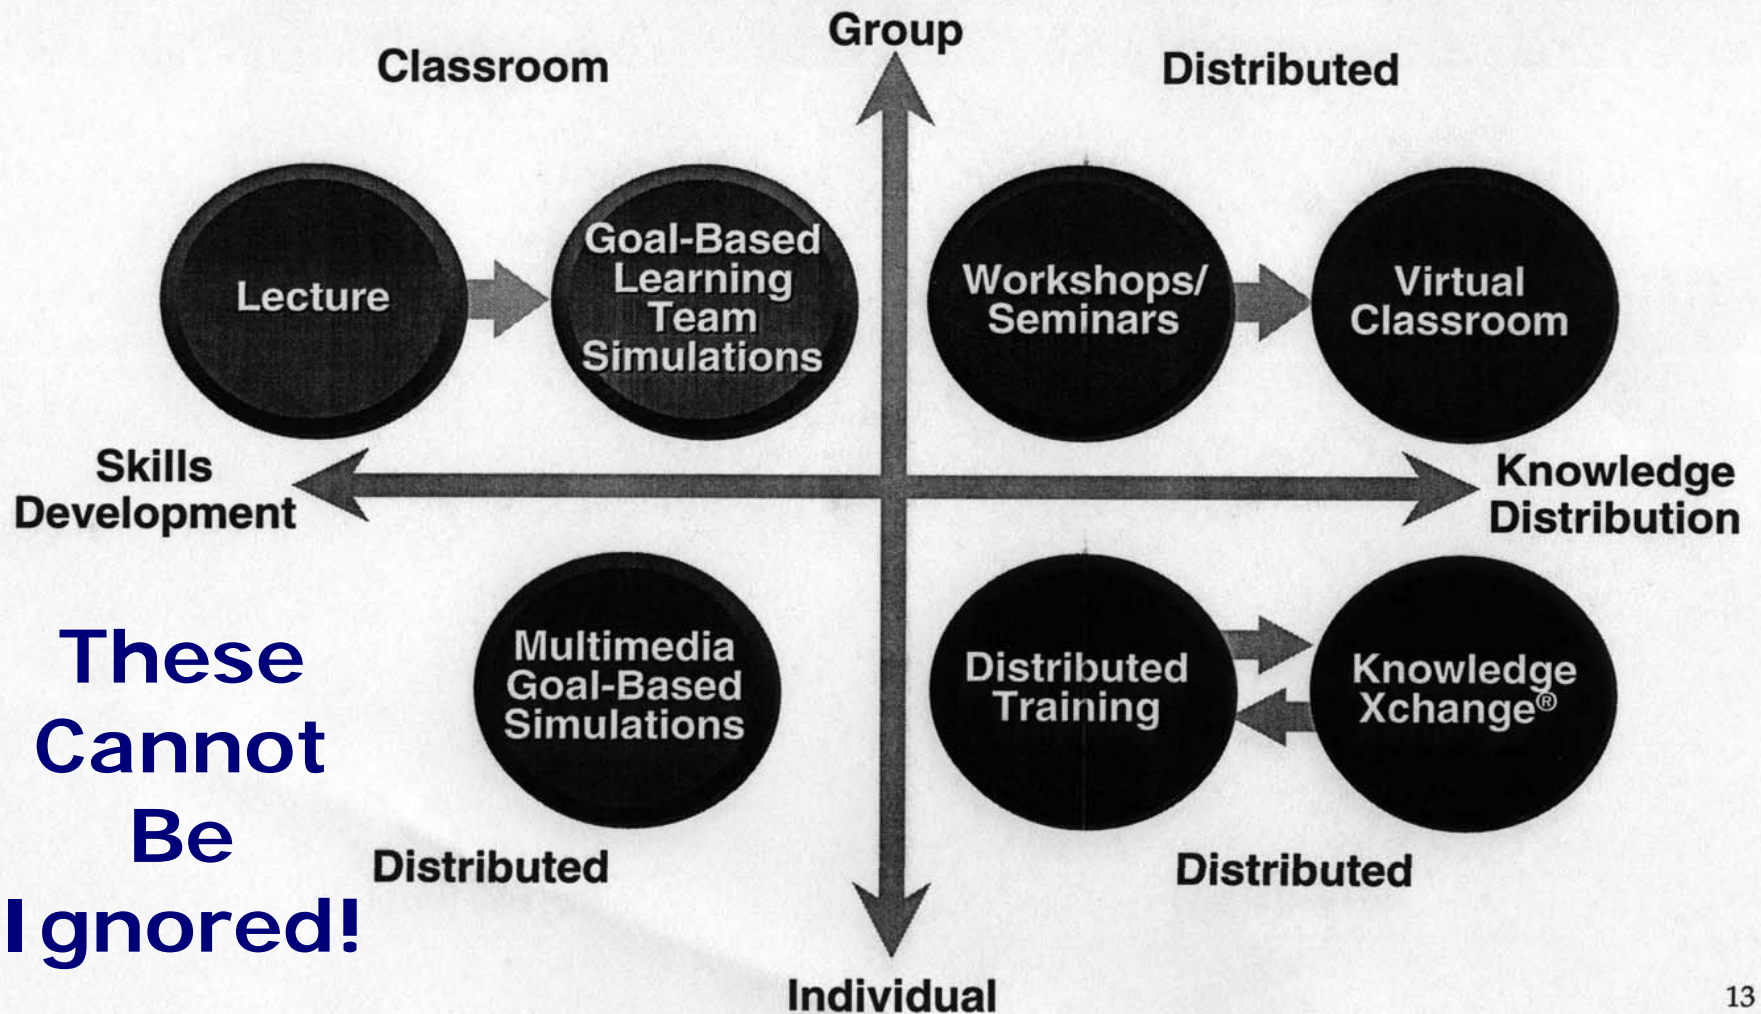 Group
Classroom
Distributed
Lecture
Goal-Based
Learning
Team
Simulations
Workshops/
Seminars
Virtual
Classroom
Skills
Development
Knowledge
Distribution
These
Cannot
Be
Ignored!
Multimedia
Goal-Based
Simulations
Distributed
Training
Knowledge
Xchange®
Distributed
Distributed
Individual
13